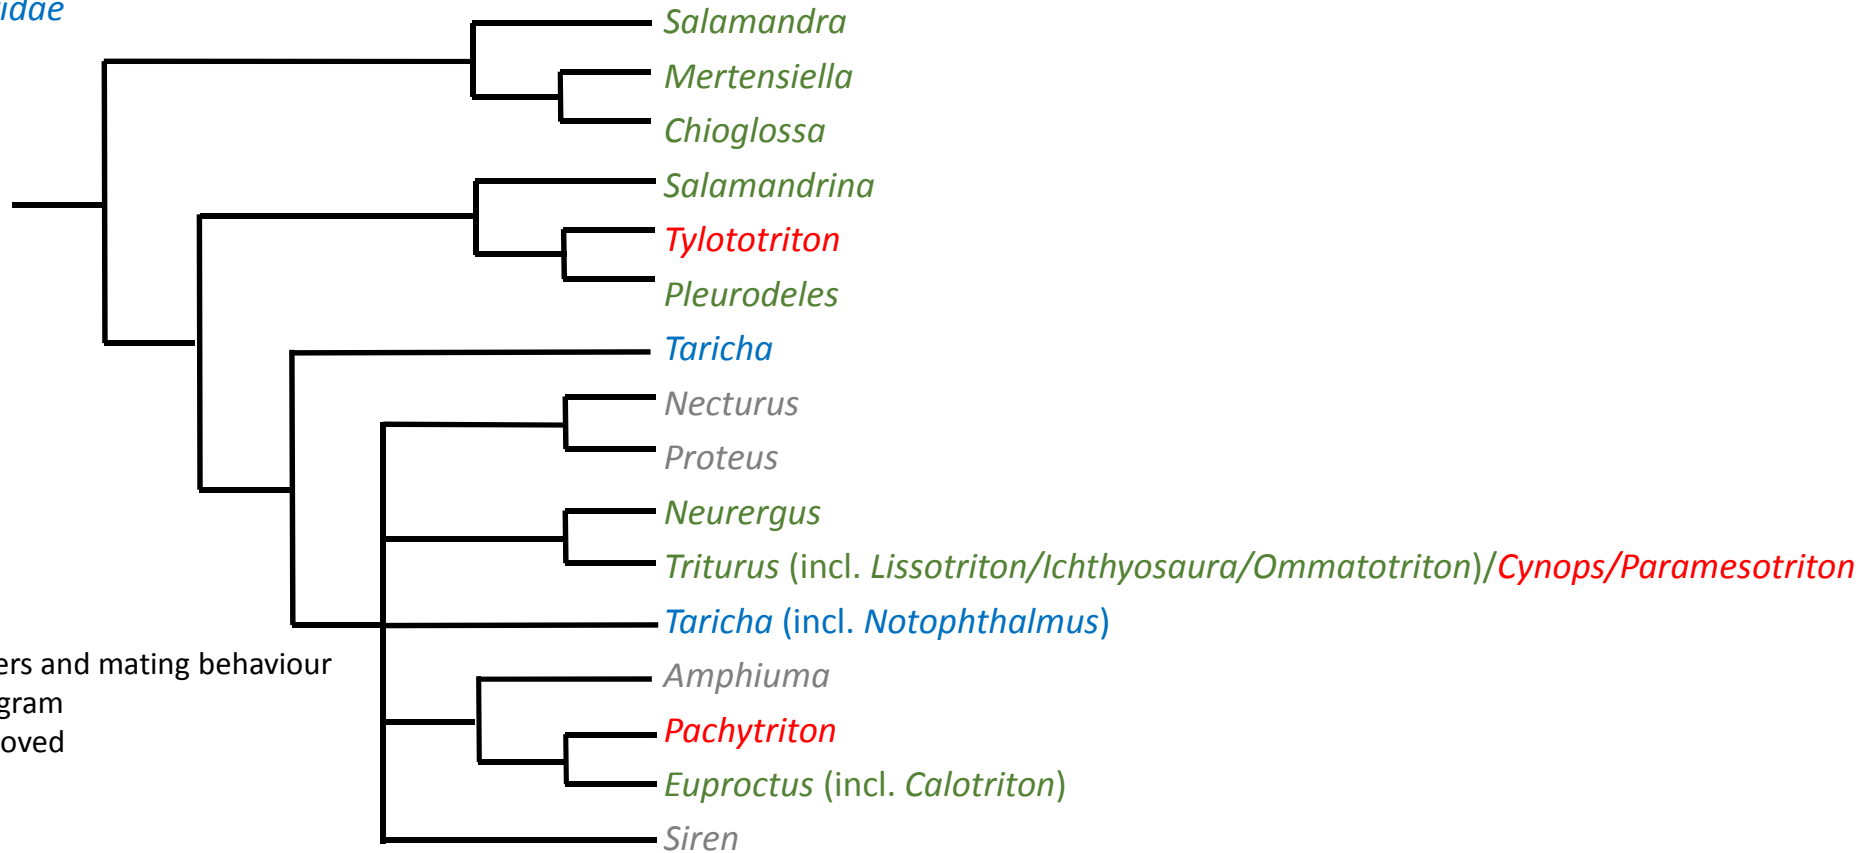 idae
Salamandra
Mertensiella
Chioglossa
Salamandrina
Tylototriton
Pleurodeles
Taricha
Necturus
Proteus
Neurergus
Triturus (incl. Lissotriton/Ichthyosaura/Ommatotriton)/Cynops/Paramesotriton
Taricha (incl. Notophthalmus)
ers and mating behaviour
gram
oved
Amphiuma
Pachytriton
Euproctus (incl. Calotriton)
Siren